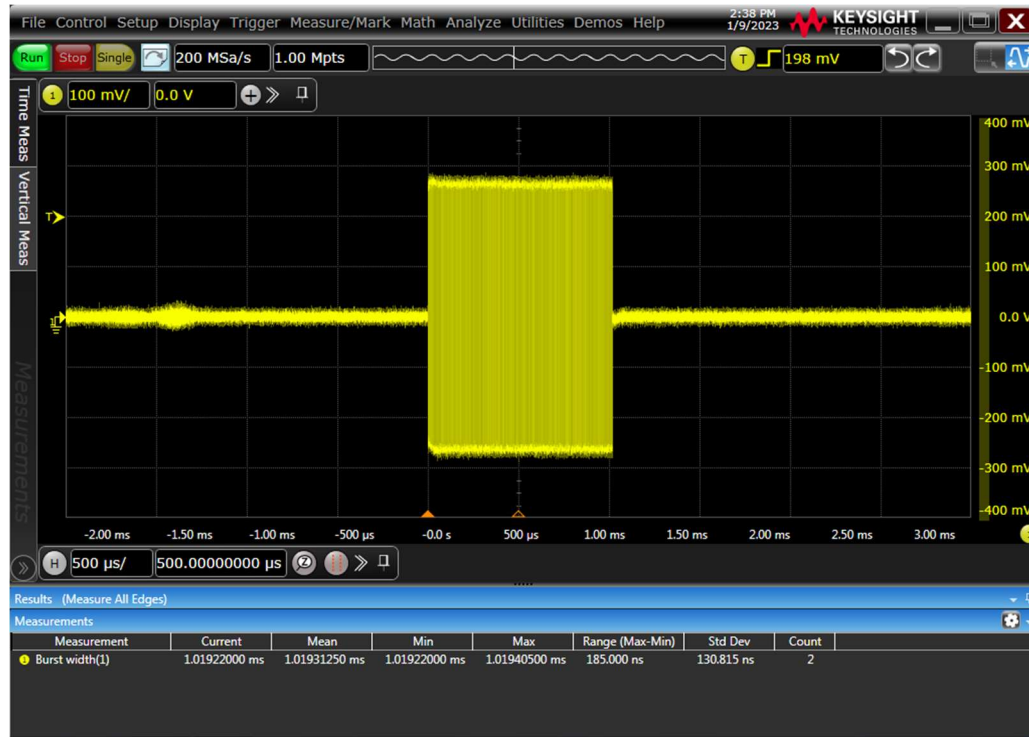 File Control Setup Display Trigger Measure/Mark Math Analyze Utilities Demos Help
2:38 PM
1/9/2023
KEYSIGHT
TECHNOLOGIES
Run Stop Single 200 MSa/s 1.00 Mpts T 198 mV
Time Meas
Vertical Meas
Measurements
1 100 mV/ 0.0 V
400 mV
300 mV
T 200 mV
100 mV
0.0 V
-100 mV
-200 mV
-300 mV
-400 mV
-2.00 ms -1.50 ms -1.00 ms -500 µs -0.0 s 500 µs 1.00 ms 1.50 ms 2.00 ms 2.50 ms 3.00 ms
H 500 µs/ 500.00000000 µs
Results (Measure All Edges)
Measurements
Measurement Current Mean Min Max Range (Max-Min) Std Dev Count
1 Burst width(1) 1.01922000 ms 1.01931250 ms 1.01922000 ms 1.01940500 ms 185.000 ns 130.815 ns 2